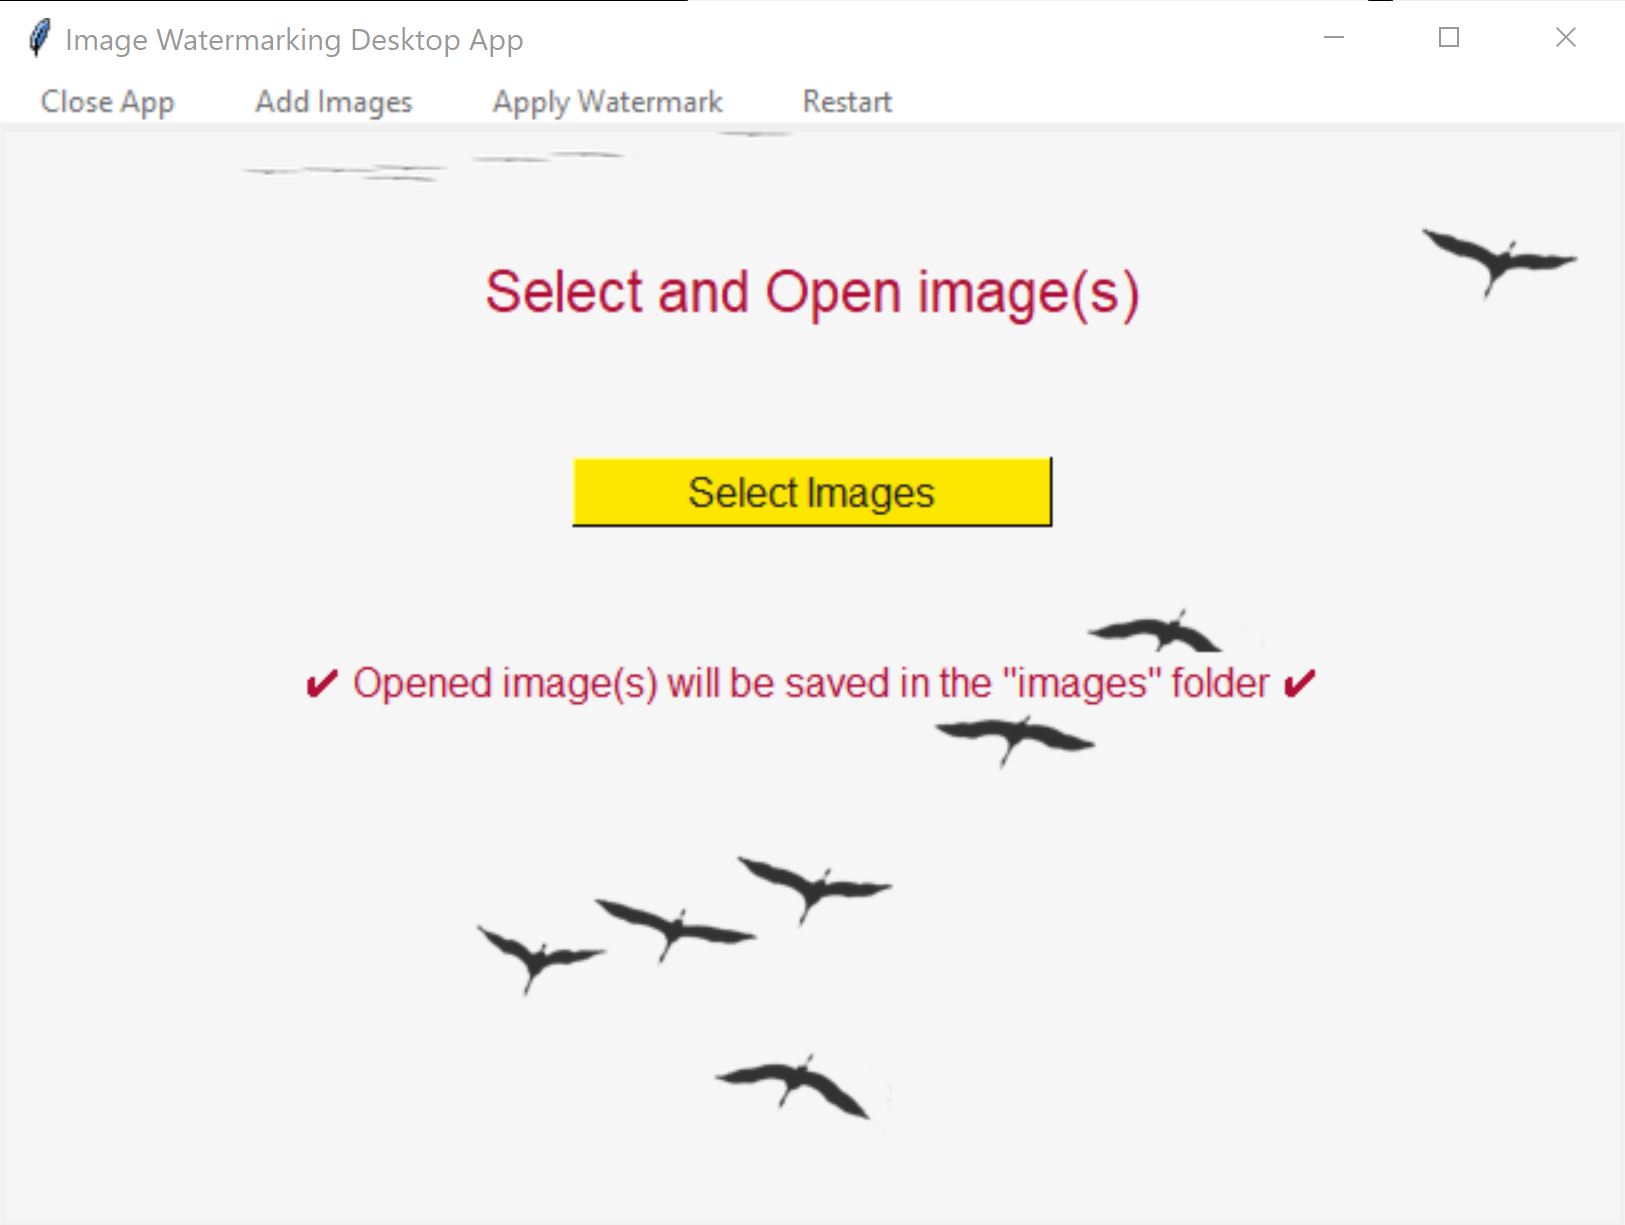 Image Watermarking Desktop App
Close App Add Images Apply Watermark Restart
Select and Open image(s)
Select Images
✔ Opened image(s) will be saved in the "images" folder ✔